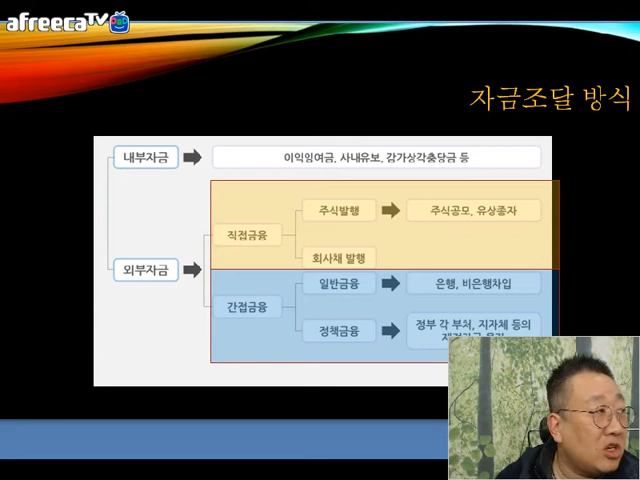 afreecaTV
자금조달 방식
내부자금
이익잉여금, 사내유보, 감가상각충당금 등
외부자금
직접금융
주식발행
주식공모, 유상증자
회사채 발행
간접금융
일반금융
은행, 비은행차입
정책금융
정부 각 부처, 지자체 등의